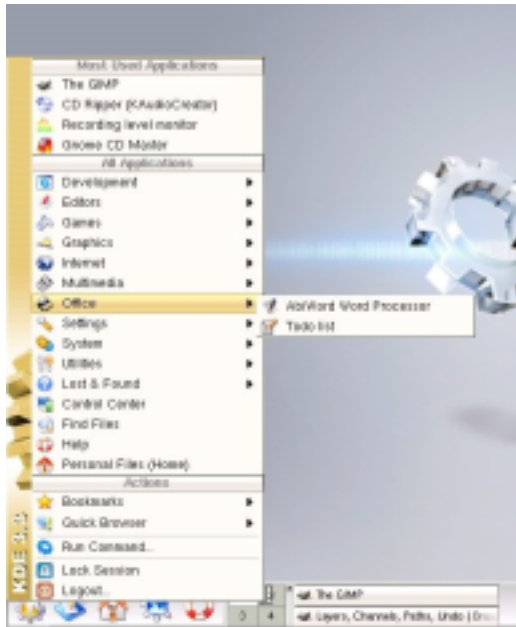 Most Used Applications
The GIMP
CD Ripper (KAudioCreator)
Recording level monitor
Gnome CD Master
All Applications
Development
Editors
Games
Graphics
Internet
Multimedia
Office
AbiWord Word Processor
Settings
Todo list
System
Utilities
Lost & Found
Control Center
Find Files
Help
Personal Files (Home)
Actions
Bookmarks
Quick Browser
Run Command...
Lock Session
Logout...
KDE
The GIMP
3 4
Layers, Channels, Paths, Undo |